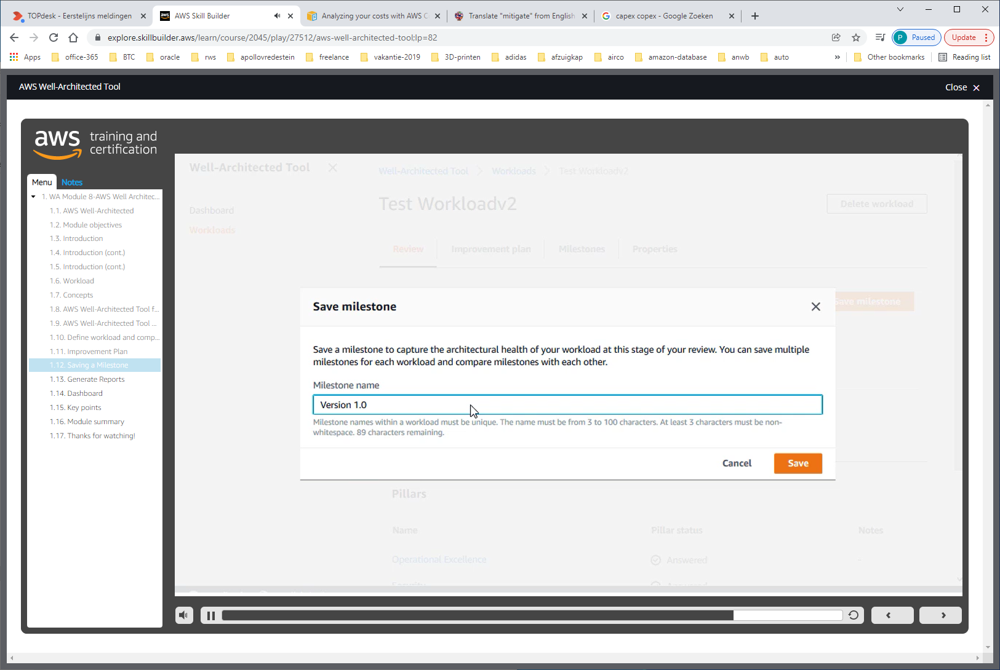 TOPdesk - Eerstelijns meldingen
AWS Skill Builder
Analyzing your costs with AWS C
Translate "mitigate" from English
capex copex - Google Zoeken
explore.skillbuilder.aws/learn/course/2045/play/27512/aws-well-architected-tool;lp=82
P Paused
Update
Apps
office-365
BTC
oracle
rws
apollovredestein
freelance
vakantie-2019
3D-printen
adidas
afzuigkap
airco
amazon-database
anwb
auto
»
Other bookmarks
Reading list
AWS Well-Architected Tool
Close
aws training and
certification
Menu
Notes
1. WA Module 8-AWS Well Architec...
1.1. AWS Well-Architected
1.2. Module objectives
1.3. Introduction
1.4. Introduction (cont.)
1.5. Introduction (cont.)
1.6. Workload
1.7. Concepts
1.8. AWS Well-Architected Tool f...
1.9. AWS Well-Architected Tool ...
1.10. Define workload and comp...
1.11. Improvement Plan
1.12. Saving a Milestone
1.13. Generate Reports
1.14. Dashboard
1.15. Key points
1.16. Module summary
1.17. Thanks for watching!
Well-Architected Tool
Dashboard
Workloads
Well-Architected Tool
Workloads
Test Workloadv2
Test Workloadv2
Delete workload
Review
Improvement plan
Milestones
Properties
Save milestone
Save milestone
Save a milestone to capture the architectural health of your workload at this stage of your review. You can save multiple
milestones for each workload and compare milestones with each other.
Milestone name
Version 1.0
Milestone names within a workload must be unique. The name must be from 3 to 100 characters. At least 3 characters must be non-
whitespace. 89 characters remaining.
Cancel
Save
Pillars
Name
Pillar status
Notes
Operational Excellence
Answered
-
Security
Answered